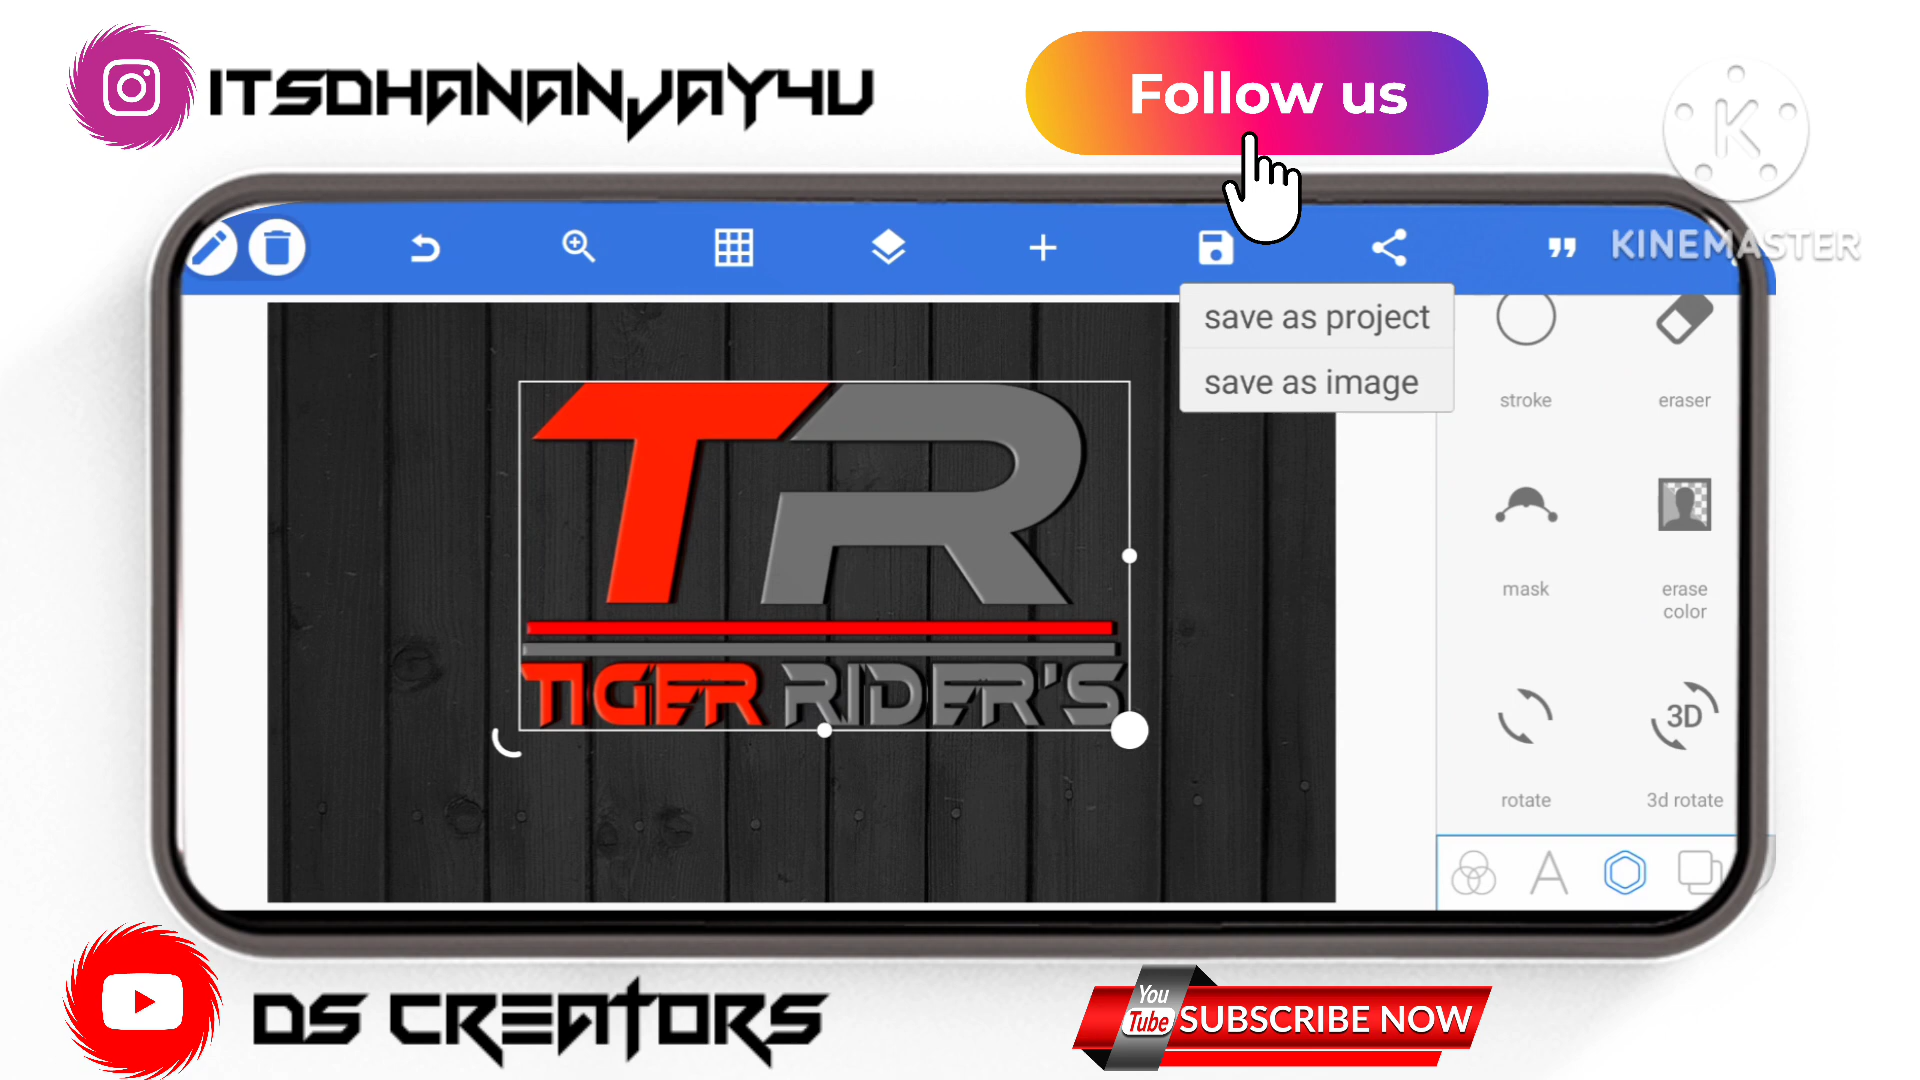 ITSDHANANJAY4U
Follow us
K
KINEMASTER
save as project
save as image
stroke
eraser
TR
mask
erase
color
TIGER RIDER'S
3D
rotate
3d rotate
A
DS CREATORS
You
Tube
SUBSCRIBE NOW